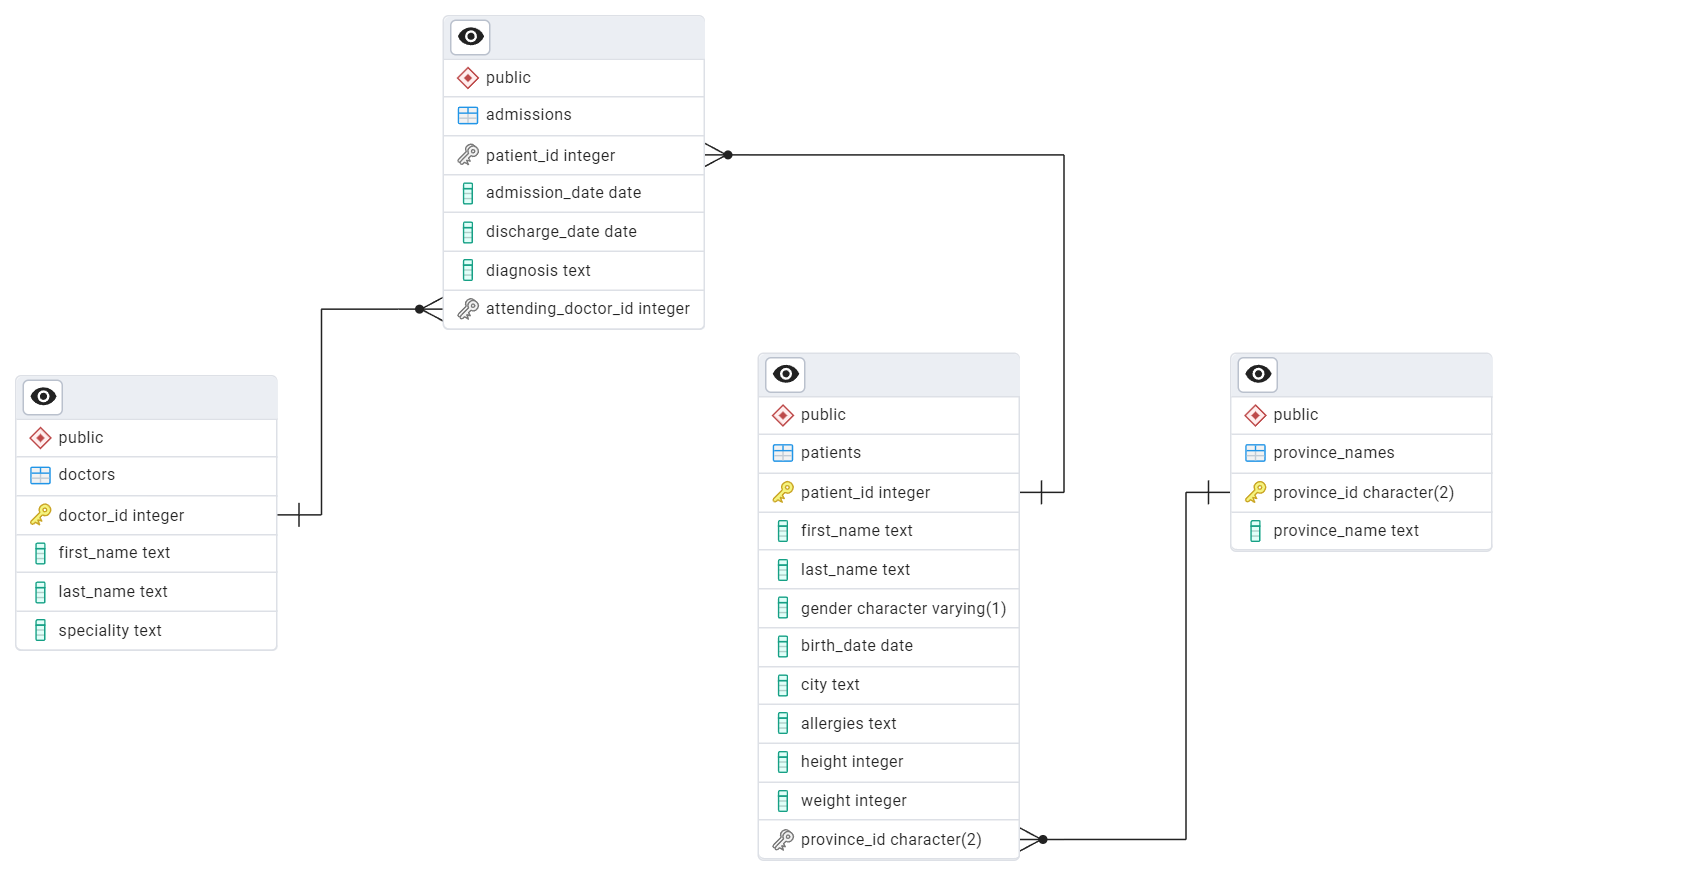 public
admissions
patient_id integer
admission_date date
discharge_date date
diagnosis text
attending_doctor_id integer
public
doctors
doctor_id integer
first_name text
last_name text
speciality text
public
patients
patient_id integer
first_name text
last_name text
gender character varying(1)
birth_date date
city text
allergies text
height integer
weight integer
province_id character(2)
public
province_names
province_id character(2)
province_name text